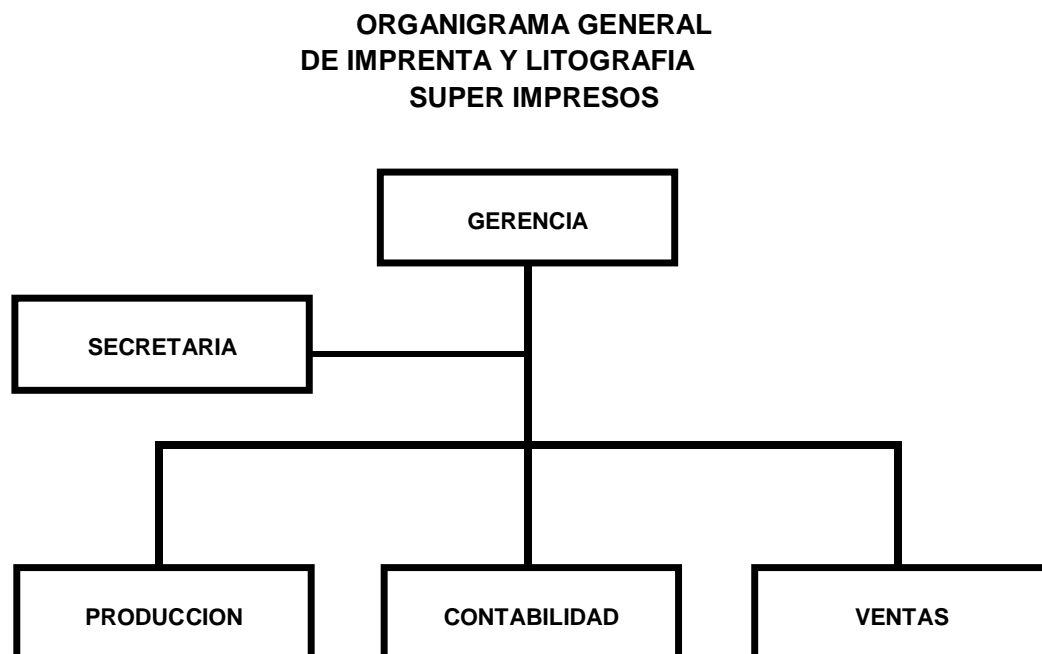 ORGANIGRAMA GENERAL
DE IMPRENTA Y LITOGRAFIA
SUPER IMPRESOS
GERENCIA
SECRETARIA
PRODUCCION
CONTABILIDAD
VENTAS